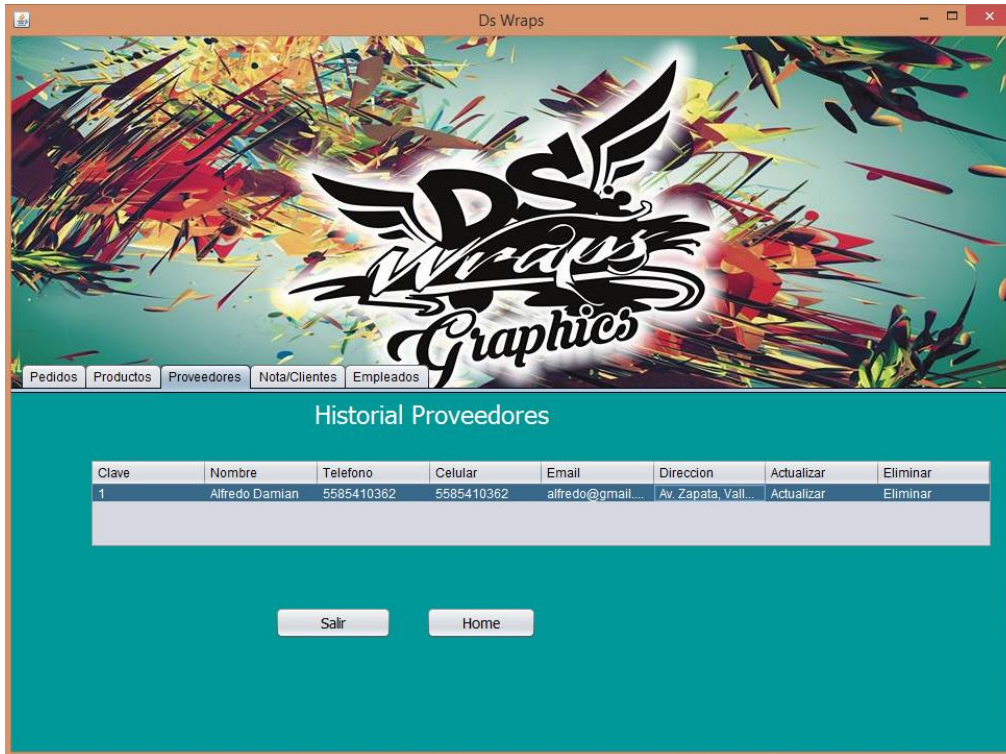 Ds Wraps
DS
Wraps
Graphics
Pedidos Productos Proveedores Nota/Clientes Empleados
Historial Proveedores
Clave Nombre Telefono Celular Email Direccion Actualizar Eliminar
1 Alfredo Damian 5585410362 5585410362 alfredo@gmail.... Av. Zapata, Vall... Actualizar Eliminar
Salir Home